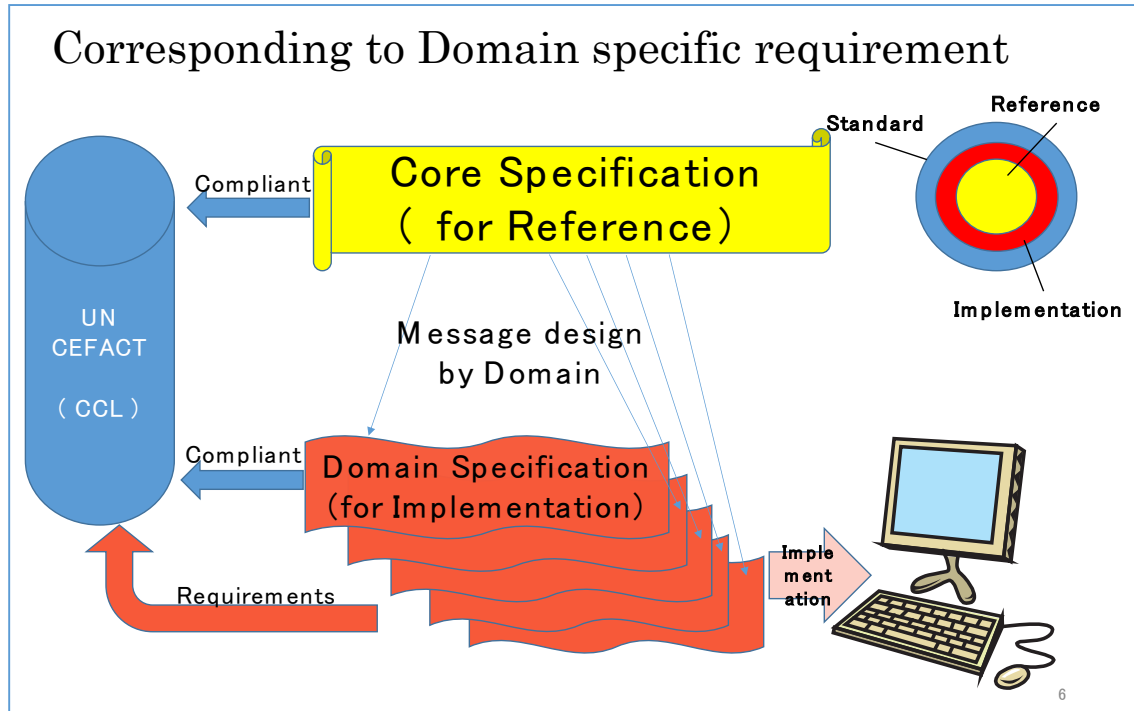 Corresponding to Domain specific requirement
Reference
Standard
Compliant
Core Specification
( for Reference)
Implementation
UN
CEFACT
( CCL )
Message design
by Domain
Compliant
Domain Specification
(for Implementation)
Imple
ment
ation
Requirements
6